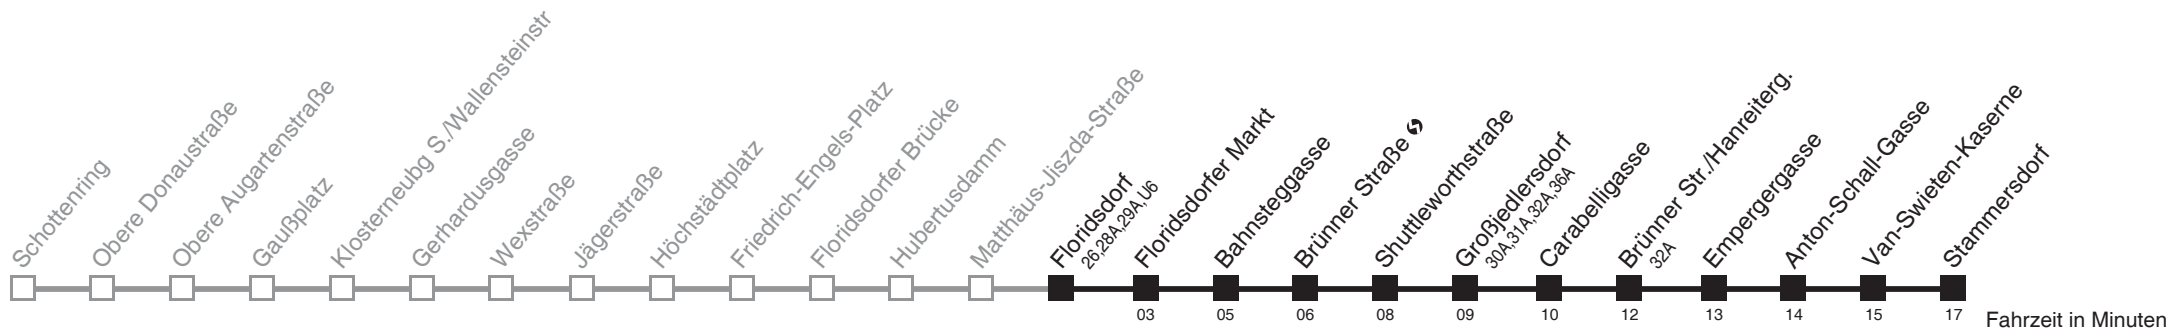 Schottenring
Obere Donaustraße
Obere Augartenstraße
Gaußplatz
Klosterneubg S./Wallensteinstr
Gerhardusgasse
Wexstraße
Jägerstraße
Höchstädtplatz
Friedrich-Engels-Platz
Floridsdorfer Brücke
Hubertusdamm
Matthäus-Jiszda-Straße
Floridsdorf
26,28A,29A,U6
Floridsdorfer Markt
Bahnsteggasse
Brünner Straße
Shuttleworthstraße
Großjedlersdorf
30A,31A,32A,36A
Carabelligasse
Brünner Str./Hanreiterg.
32A
Empergergasse
Anton-Schall-Gasse
Van-Swieten-Kaserne
Stammersdorf
03 05 06 08 09 10 12 13 14 15 17 Fahrzeit in Minuten